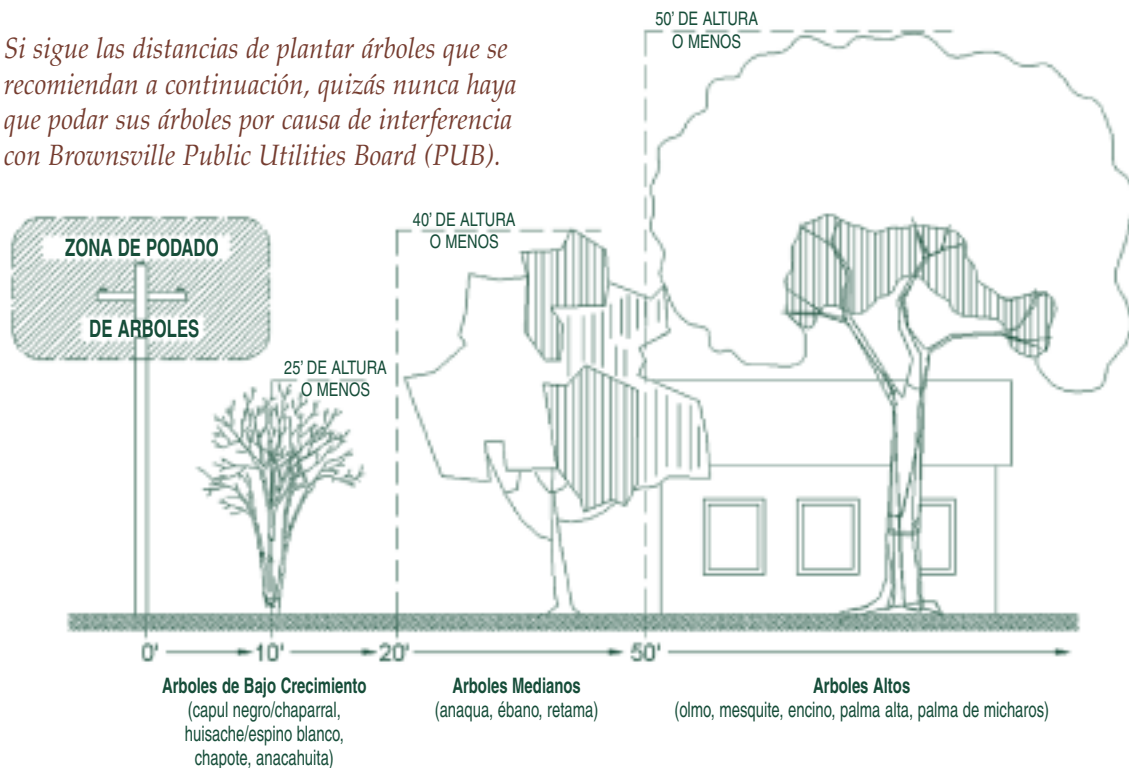 Si sigue las distancias de plantar árboles que se
recomiendan a continuación, quizás nunca haya
que podar sus árboles por causa de interferencia
con Brownsville Public Utilities Board (PUB).
50' DE ALTURA
O MENOS
40' DE ALTURA
O MENOS
ZONA DE PODADO
DE ARBOLES
25' DE ALTURA
O MENOS
0' 10' 20' 50'
Arboles de Bajo Crecimiento
(capul negro/chaparral,
huisache/espino blanco,
chapote, anacahuita)
Arboles Medianos
(anaqua, ébano, retama)
Arboles Altos
(olmo, mesquite, encino, palma alta, palma de micharos)